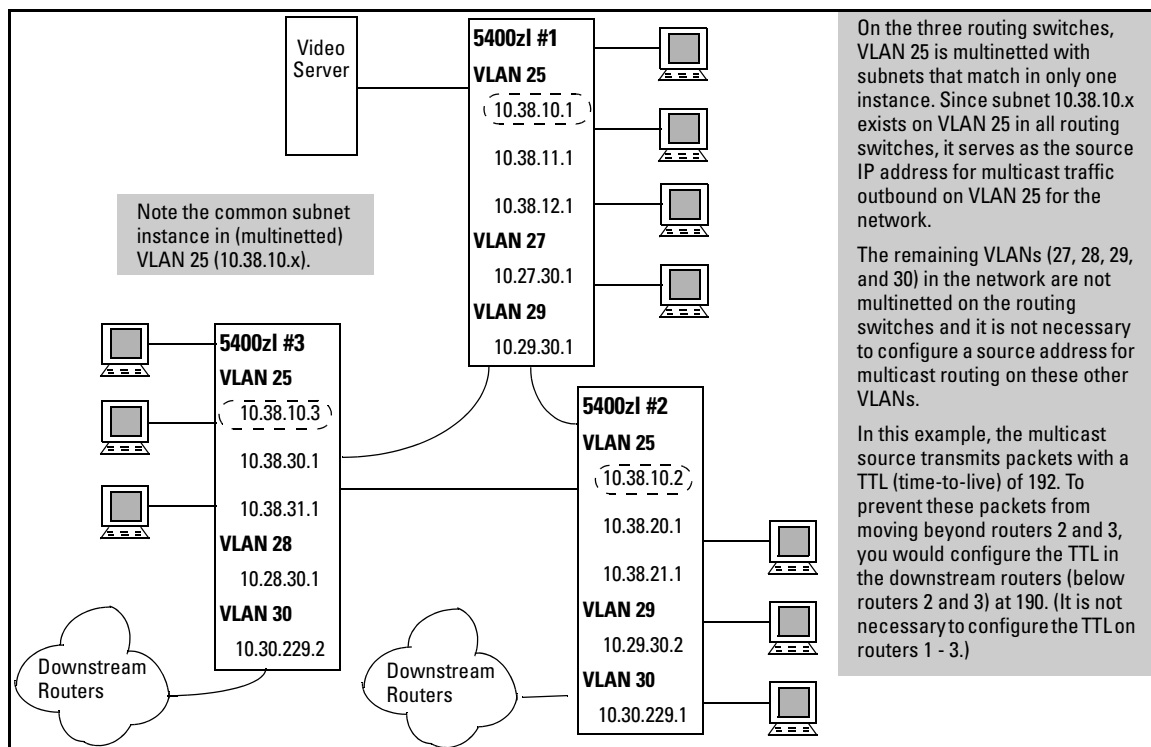 Video
Server
5400zl #1
VLAN 25
10.38.10.1
10.38.11.1
10.38.12.1
VLAN 27
10.27.30.1
VLAN 29
10.29.30.1
Note the common subnet
instance in (multinetted)
VLAN 25 (10.38.10.x).
5400zl #3
VLAN 25
10.38.10.3
10.38.30.1
10.38.31.1
VLAN 28
10.28.30.1
VLAN 30
10.30.229.2
Downstream
Routers
5400zl #2
VLAN 25
10.38.10.2
10.38.20.1
10.38.21.1
VLAN 29
10.29.30.2
VLAN 30
10.30.229.1
Downstream
Routers
On the three routing switches,
VLAN 25 is multinetted with
subnets that match in only one
instance. Since subnet 10.38.10.x
exists on VLAN 25 in all routing
switches, it serves as the source
IP address for multicast traffic
outbound on VLAN 25 for the
network.
The remaining VLANs (27, 28, 29,
and 30) in the network are not
multinetted on the routing
switches and it is not necessary
to configure a source address for
multicast routing on these other
VLANs.
In this example, the multicast
source transmits packets with a
TTL (time-to-live) of 192. To
prevent these packets from
moving beyond routers 2 and 3,
you would configure the TTL in
the downstream routers (below
routers 2 and 3) at 190. (It is not
necessary to configure the TTL on
routers 1 - 3.)